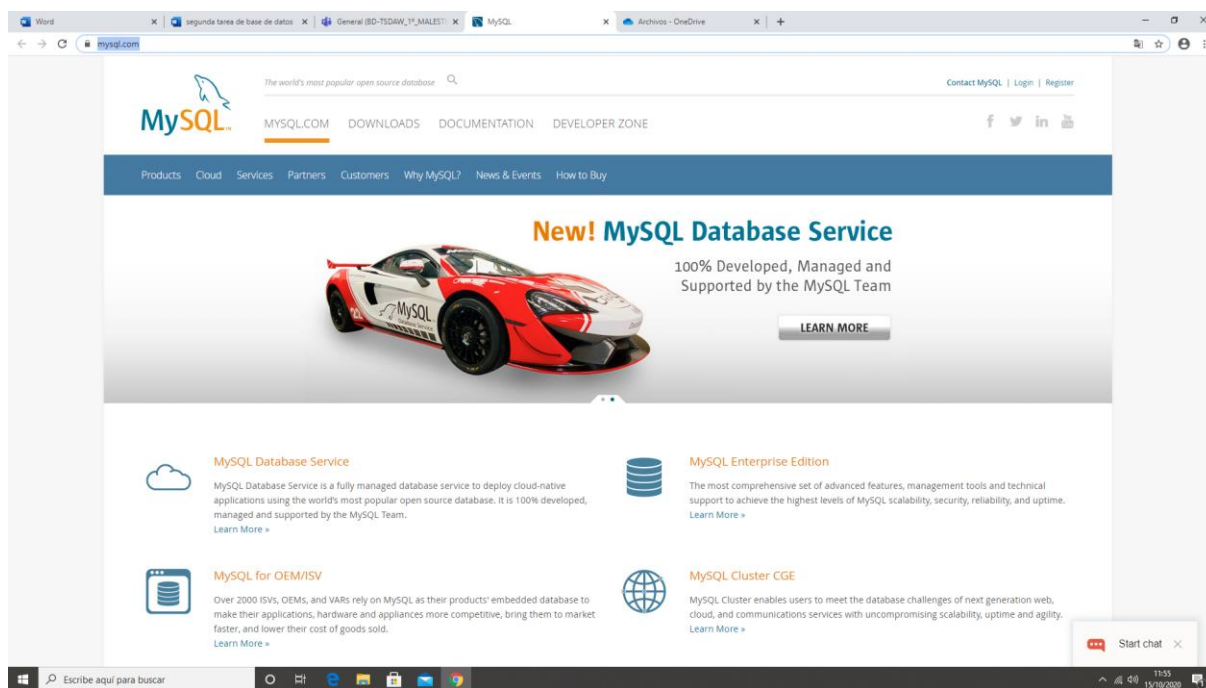 Word
segunda tarea de base de datos
General (BD-TSDAW_1º_MALEST
MySQL
Archivos - OneDrive
mysql.com
The world's most popular open source database
Contact MySQL | Login | Register
MySQL™
MYSQL.COM DOWNLOADS DOCUMENTATION DEVELOPER ZONE
Products Cloud Services Partners Customers Why MySQL? News & Events How to Buy
New! MySQL Database Service
100% Developed, Managed and
Supported by the MySQL Team
LEARN MORE
MySQL
Database Service
MySQL Database Service
MySQL Database Service is a fully managed database service to deploy cloud-native
applications using the world's most popular open source database. It is 100% developed,
managed and supported by the MySQL Team.
Learn More »
MySQL Enterprise Edition
The most comprehensive set of advanced features, management tools and technical
support to achieve the highest levels of MySQL scalability, security, reliability, and uptime.
Learn More »
MySQL for OEM/ISV
Over 2000 ISVs, OEMs, and VARs rely on MySQL as their products' embedded database to
make their applications, hardware and appliances more competitive, bring them to market
faster, and lower their cost of goods sold.
Learn More »
MySQL Cluster CGE
MySQL Cluster enables users to meet the database challenges of next generation web,
cloud, and communications services with uncompromising scalability, uptime and agility.
Learn More »
Start chat
Escribe aquí para buscar
11:55
15/10/2020